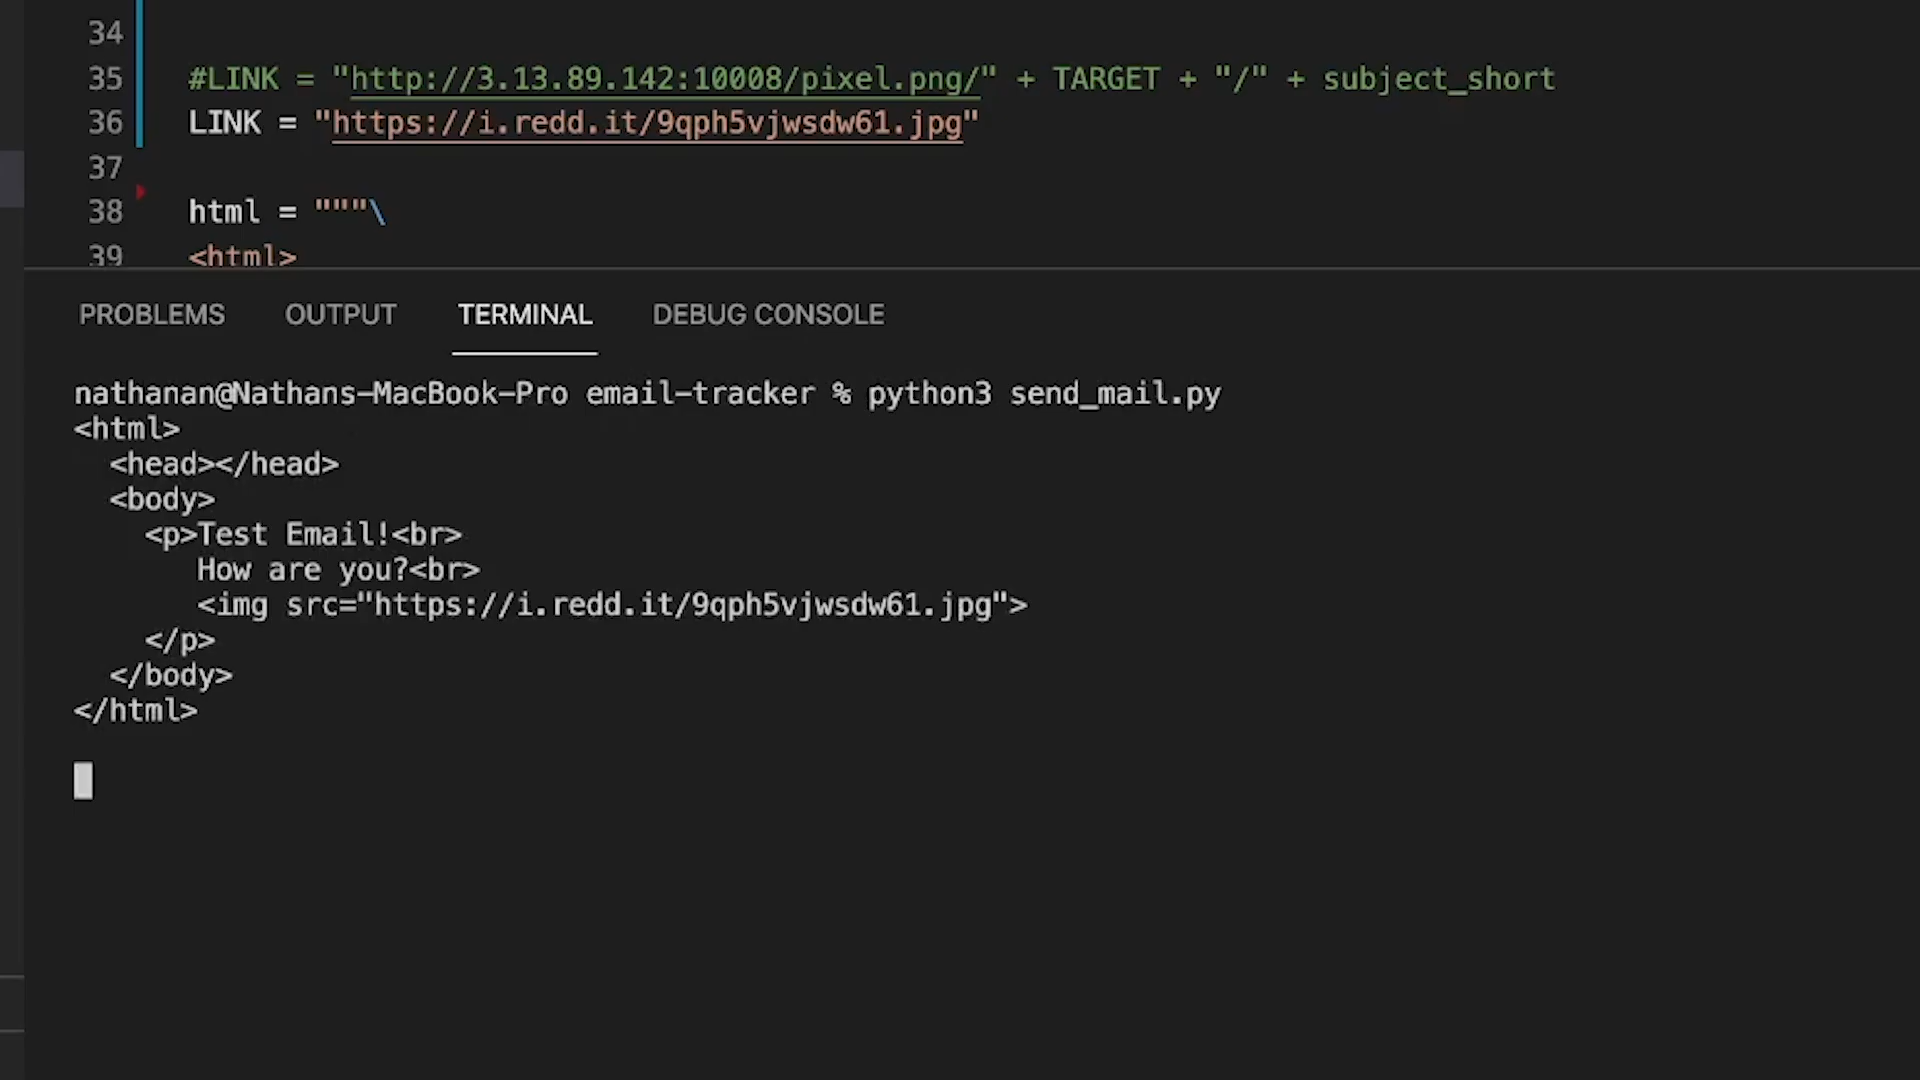 34
35 #LINK = "http://3.13.89.142:10008/pixel.png/" + TARGET + "/" + subject_short
36 LINK = "https://i.redd.it/9qph5vjwsdw61.jpg"
37
38 html = """\
39 <html>
PROBLEMS OUTPUT TERMINAL DEBUG CONSOLE
nathanan@Nathans-MacBook-Pro email-tracker % python3 send_mail.py
<html>
  <head></head>
  <body>
    <p>Test Email!<br>
       How are you?<br>
       <img src="https://i.redd.it/9qph5vjwsdw61.jpg">
    </p>
  </body>
</html>